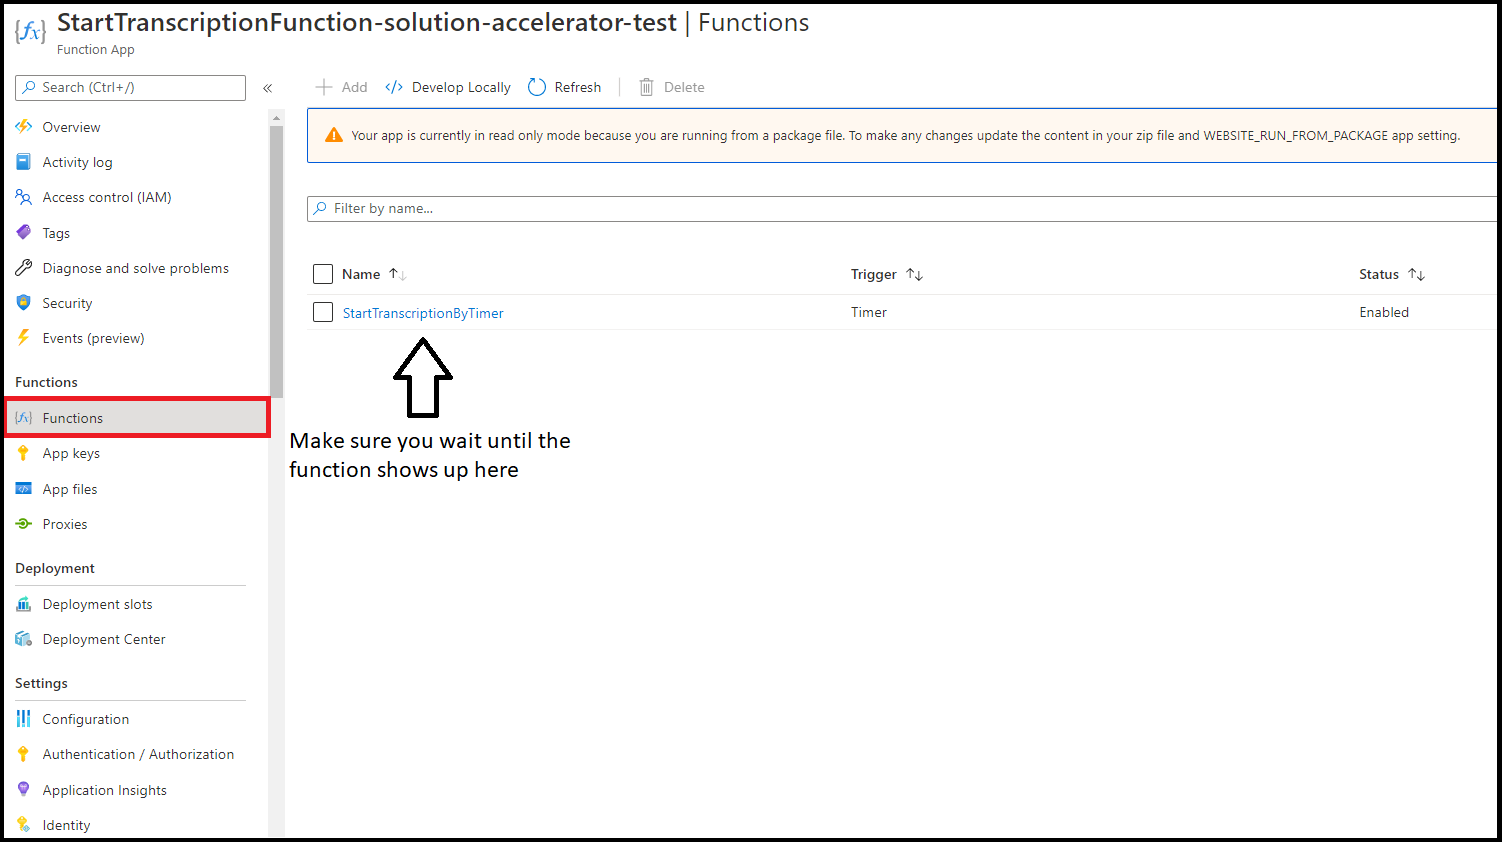 StartTranscriptionFunction-solution-accelerator-test | Functions
Function App
Search (Ctrl+/)
«
Overview
Activity log
Access control (IAM)
Tags
Diagnose and solve problems
Security
Events (preview)
Functions
Functions
App keys
App files
Proxies
Deployment
Deployment slots
Deployment Center
Settings
Configuration
Authentication / Authorization
Application Insights
Identity
Add Develop Locally Refresh Delete
Your app is currently in read only mode because you are running from a package file. To make any changes update the content in your zip file and WEBSITE_RUN_FROM_PACKAGE app setting.
Filter by name...
Name Trigger Status
StartTranscriptionByTimer Timer Enabled
Make sure you wait until the
function shows up here